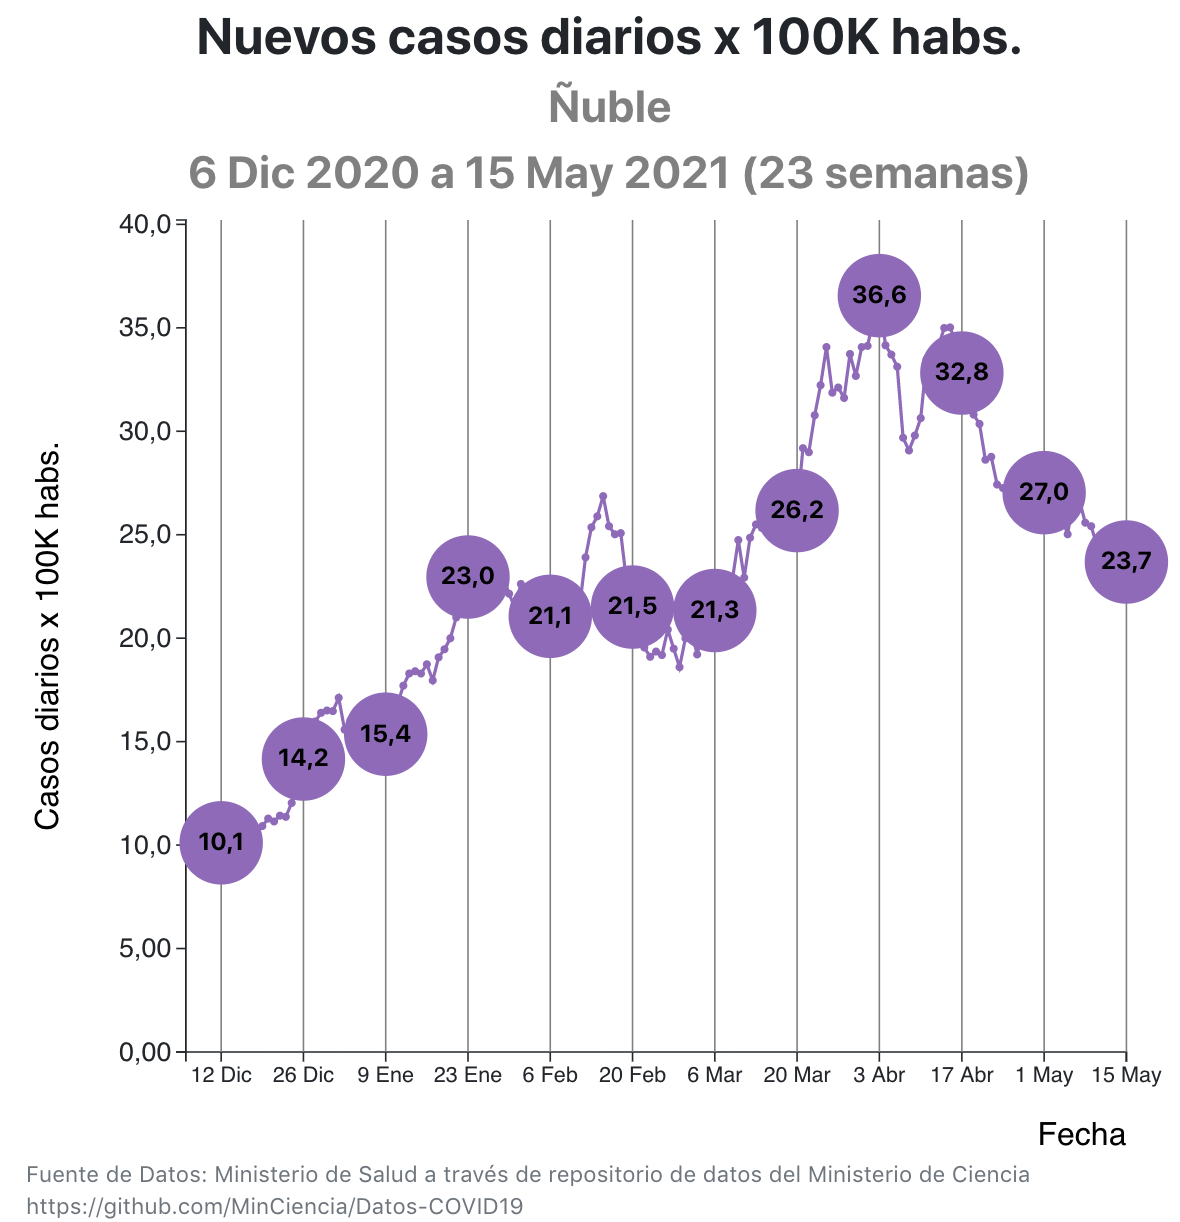 Nuevos casos diarios x 100K habs.
Ñuble
6 Dic 2020 a 15 May 2021 (23 semanas)
40,0
35,0
30,0
25,0
20,0
15,0
10,0
5,00
0,00
Casos diarios x 100K habs.
10,1
14,2
15,4
23,0
21,1
21,5
21,3
26,2
36,6
32,8
27,0
23,7
12 Dic 26 Dic 9 Ene 23 Ene 6 Feb 20 Feb 6 Mar 20 Mar 3 Abr 17 Abr 1 May 15 May
Fecha
Fuente de Datos: Ministerio de Salud a través de repositorio de datos del Ministerio de Ciencia
https://github.com/MinCiencia/Datos-COVID19